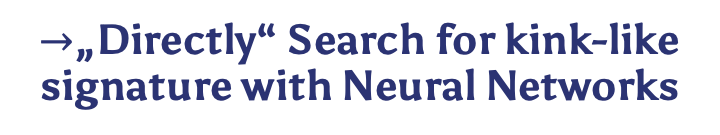 →„Directly“ Search for kink-like
signature with Neural Networks